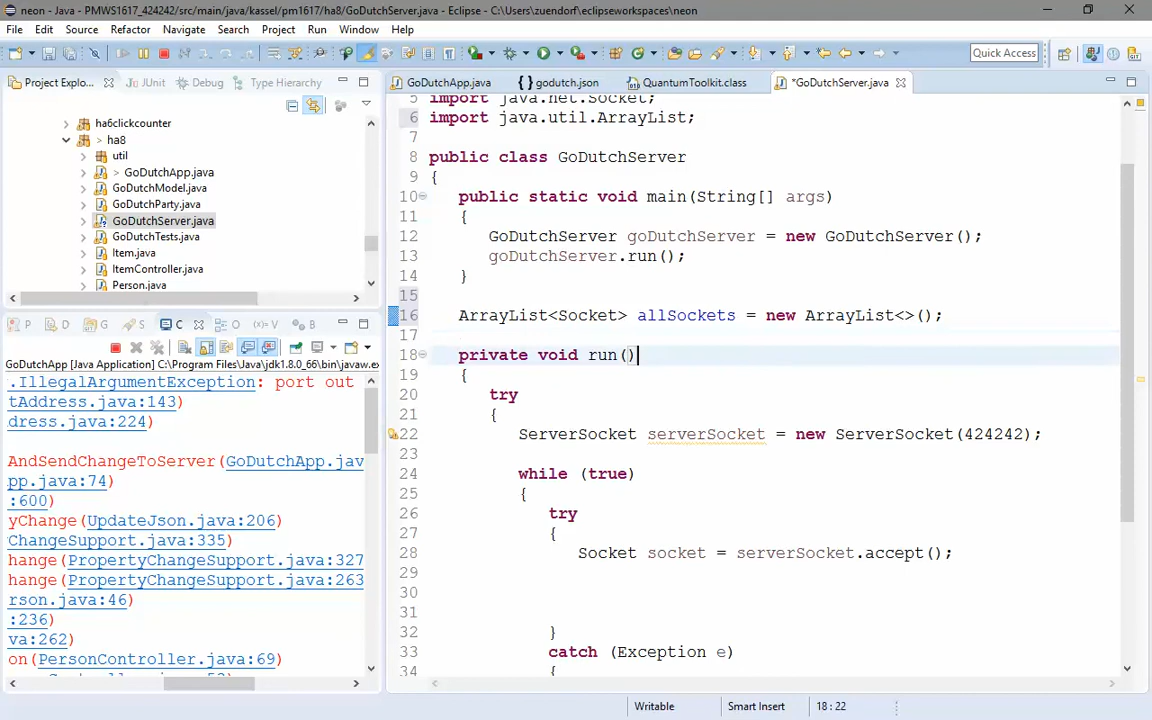 neon - Java - PMWS1617_424242/src/main/java/kassel/pm1617/ha8/GoDutchServer.java - Eclipse - C:\Users\zuendorf\eclipseworkspaces\neon
File Edit Source Refactor Navigate Search Project Run Window Help
Quick Access
Project Explo... JUnit Debug Type Hierarchy
ha6clickcounter
> ha8
util
> GoDutchApp.java
GoDutchModel.java
GoDutchParty.java
GoDutchServer.java
GoDutchTests.java
Item.java
ItemController.java
Person.java
P D G S C O (x)= V B
GoDutchApp [Java Application] C:\Program Files\Java\jdk1.8.0_66\bin\javaw.ex
.IllegalArgumentException: port out
tAddress.java:143)
dress.java:224)
AndSendChangeToServer(GoDutchApp.jav
pp.java:74)
:600)
yChange(UpdateJson.java:206)
ChangeSupport.java:335)
hange(PropertyChangeSupport.java:327
hange(PropertyChangeSupport.java:263
rson.java:46)
:236)
va:262)
on(PersonController.java:69)
GoDutchApp.java godutch.json QuantumToolkit.class *GoDutchServer.java
5 import java.net.Socket;
6 import java.util.ArrayList;
7
8 public class GoDutchServer
9 {
10 public static void main(String[] args)
11 {
12 GoDutchServer goDutchServer = new GoDutchServer();
13 goDutchServer.run();
14 }
15
16 ArrayList<Socket> allSockets = new ArrayList<>();
17
18 private void run()
19 {
20 try
21 {
22 ServerSocket serverSocket = new ServerSocket(424242);
23
24 while (true)
25 {
26 try
27 {
28 Socket socket = serverSocket.accept();
29
30
31
32 }
33 catch (Exception e)
34 {
Writable Smart Insert 18 : 22